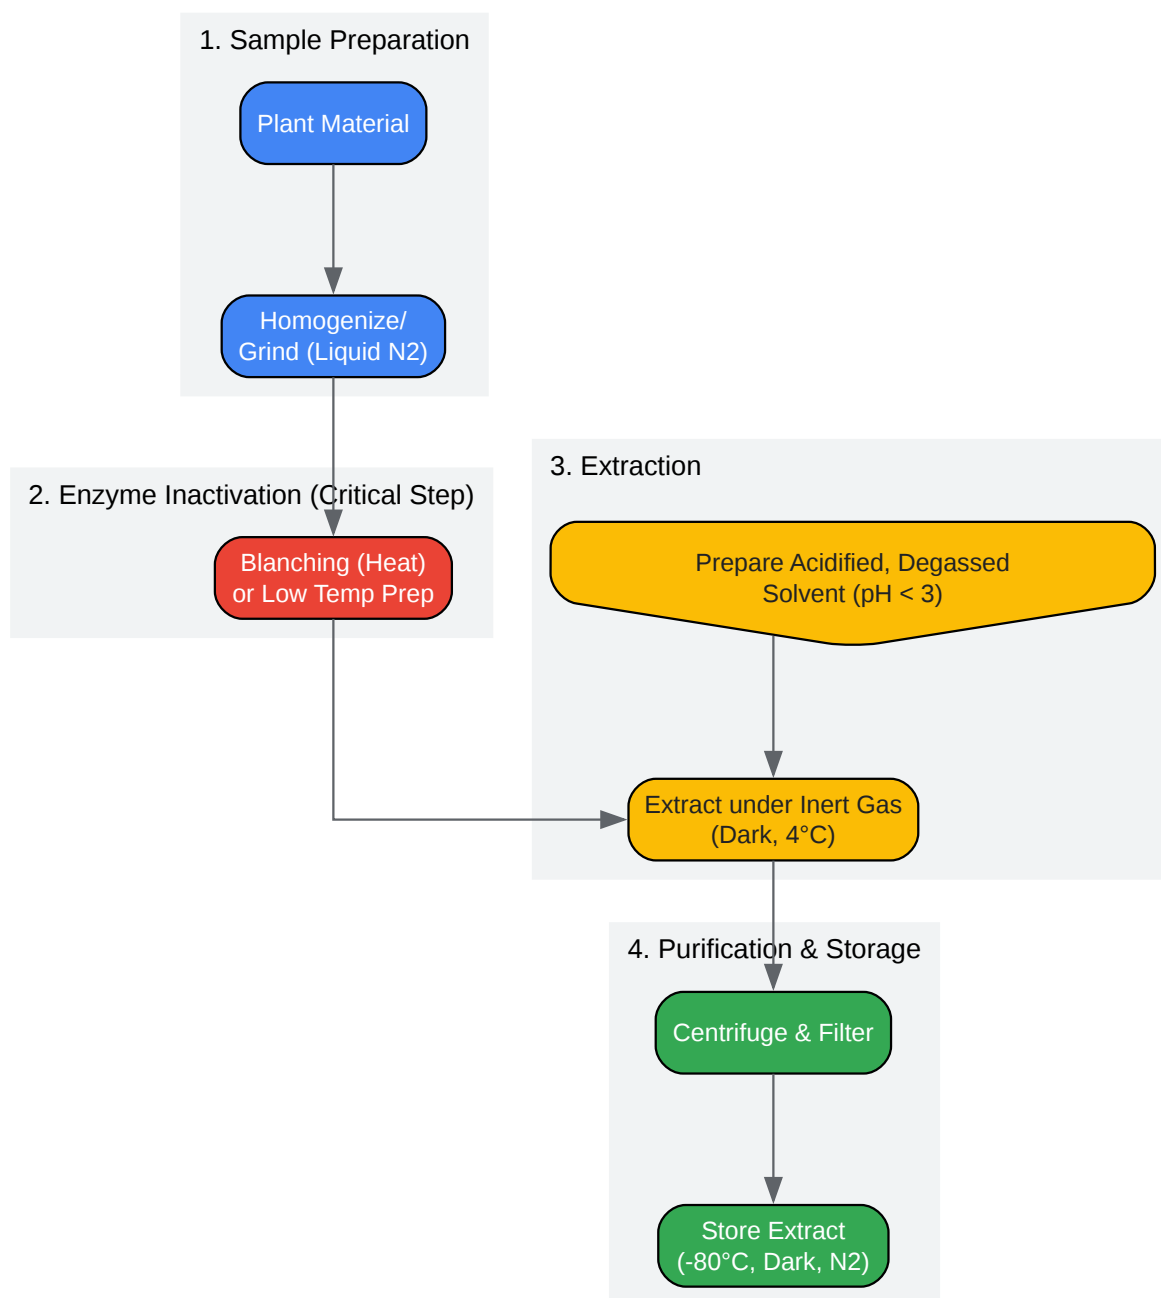 1. Sample Preparation
Plant Material
Homogenize/
Grind (Liquid N2)
2. Enzyme Inactivation (Critical Step)
Blanching (Heat)
or Low Temp Prep
3. Extraction
Prepare Acidified, Degassed
Solvent (pH < 3)
Extract under Inert Gas
(Dark, 4°C)
4. Purification & Storage
Centrifuge & Filter
Store Extract
(-80°C, Dark, N2)